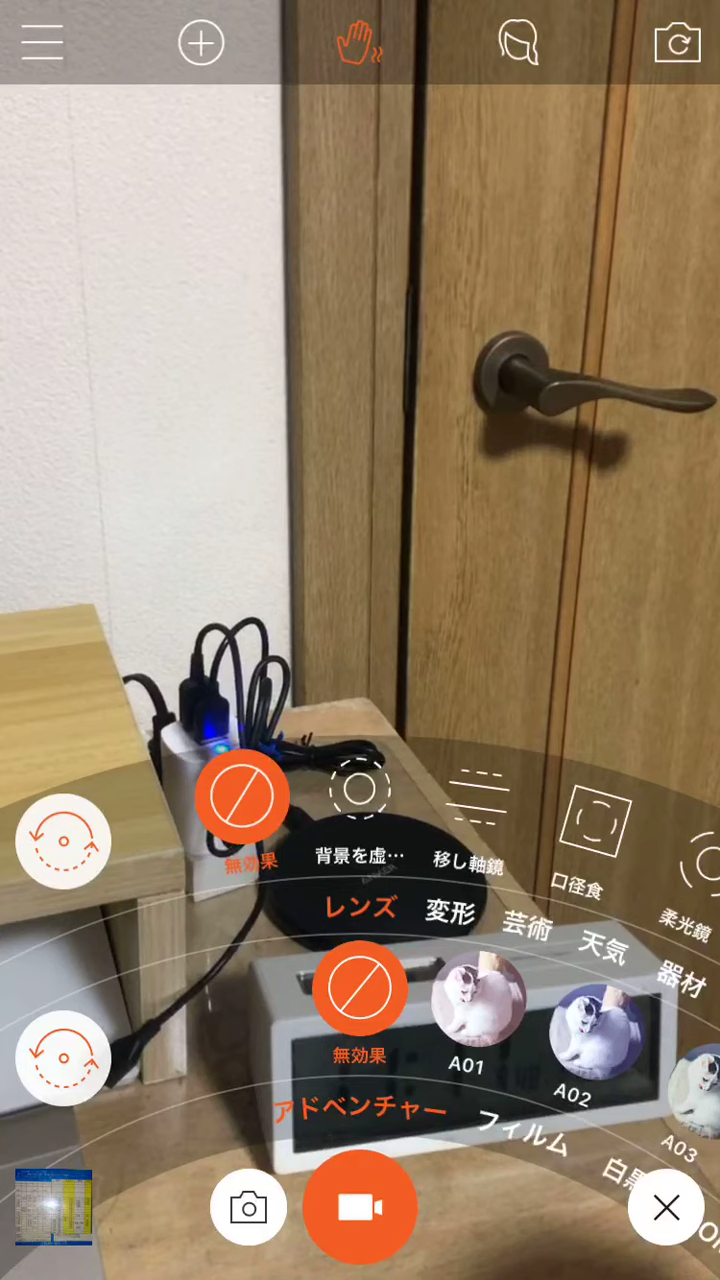 無効果
背景を虚…
移し軸鏡
口径食
柔光鏡
レンズ
変形
芸術
天気
器材
無効果
A01
A02
A03
アドベンチャー
フィルム
白黒